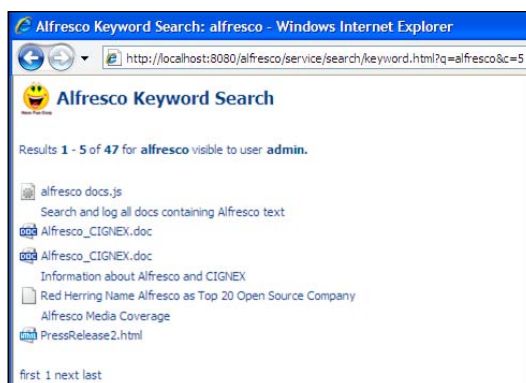 Alfresco Keyword Search: alfresco - Windows Internet Explorer
http://localhost:8080/alfresco/service/search/keyword.html?q=alfresco&c=5
Alfresco Keyword Search
Results 1 - 5 of 47 for alfresco visible to user admin.
alfresco docs.js
Search and log all docs containing Alfresco text
DOC Alfresco_CIGNEX.doc
DOC Alfresco_CIGNEX.doc
Information about Alfresco and CIGNEX
Red Herring Name Alfresco as Top 20 Open Source Company
Alfresco Media Coverage
PressRelease2.html
first 1 next last